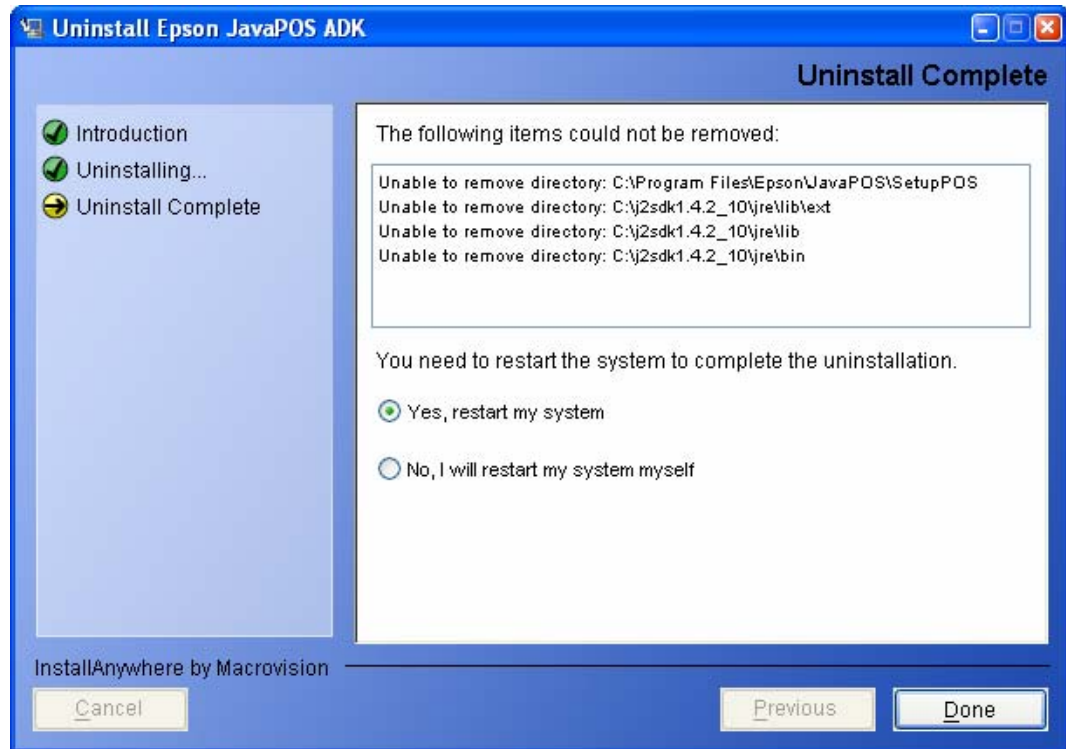 Uninstall Epson JavaPOS ADK
Uninstall Complete
Introduction
Uninstalling...
Uninstall Complete
The following items could not be removed:
Unable to remove directory: C:\Program Files\Epson\JavaPOS\SetupPOS
Unable to remove directory: C:\j2sdk1.4.2_10\jre\lib\ext
Unable to remove directory: C:\j2sdk1.4.2_10\jre\lib
Unable to remove directory: C:\j2sdk1.4.2_10\jre\bin
You need to restart the system to complete the uninstallation.
Yes, restart my system
No, I will restart my system myself
InstallAnywhere by Macrovision
Cancel
Previous
Done